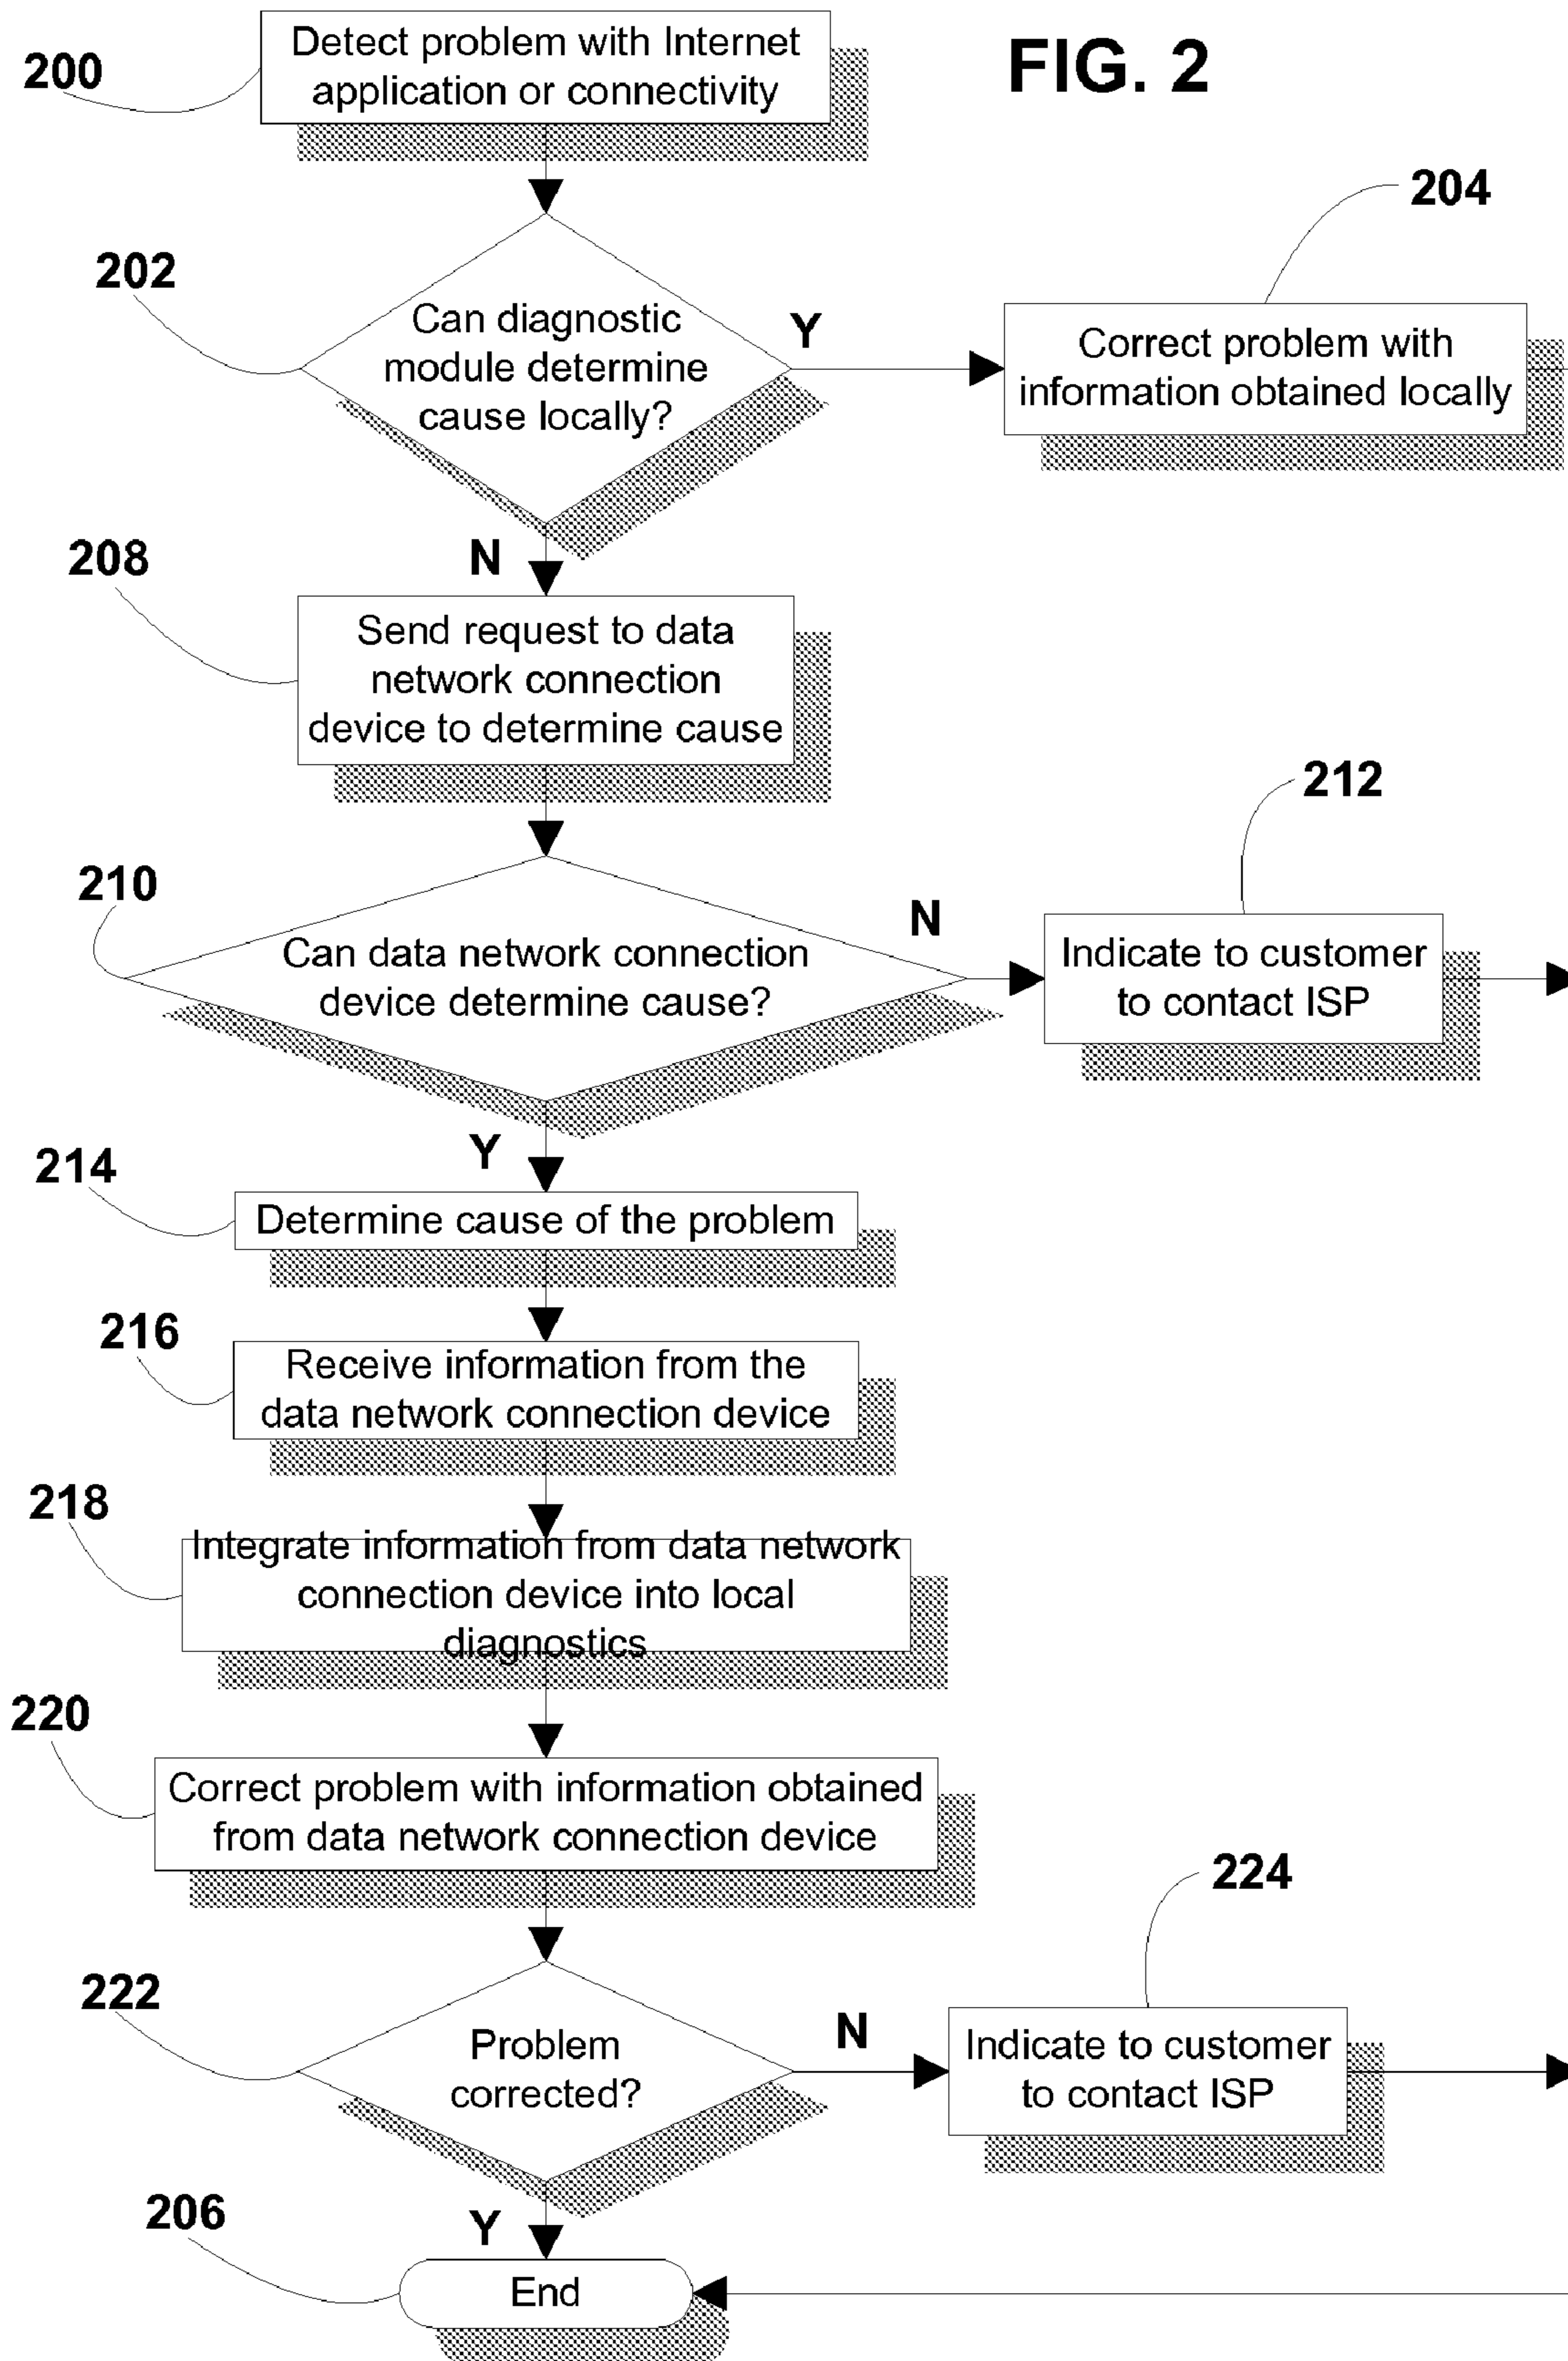 FIG. 2
200
Detect problem with Internet
application or connectivity
202
Can diagnostic
module determine
cause locally?
Y
204
Correct problem with
information obtained locally
N
208
Send request to data
network connection
device to determine cause
210
Can data network connection
device determine cause?
N
212
Indicate to customer
to contact ISP
Y
214
Determine cause of the problem
216
Receive information from the
data network connection device
218
Integrate information from data network
connection device into local
diagnostics
220
Correct problem with information obtained
from data network connection device
222
Problem
corrected?
N
224
Indicate to customer
to contact ISP
Y
206
End